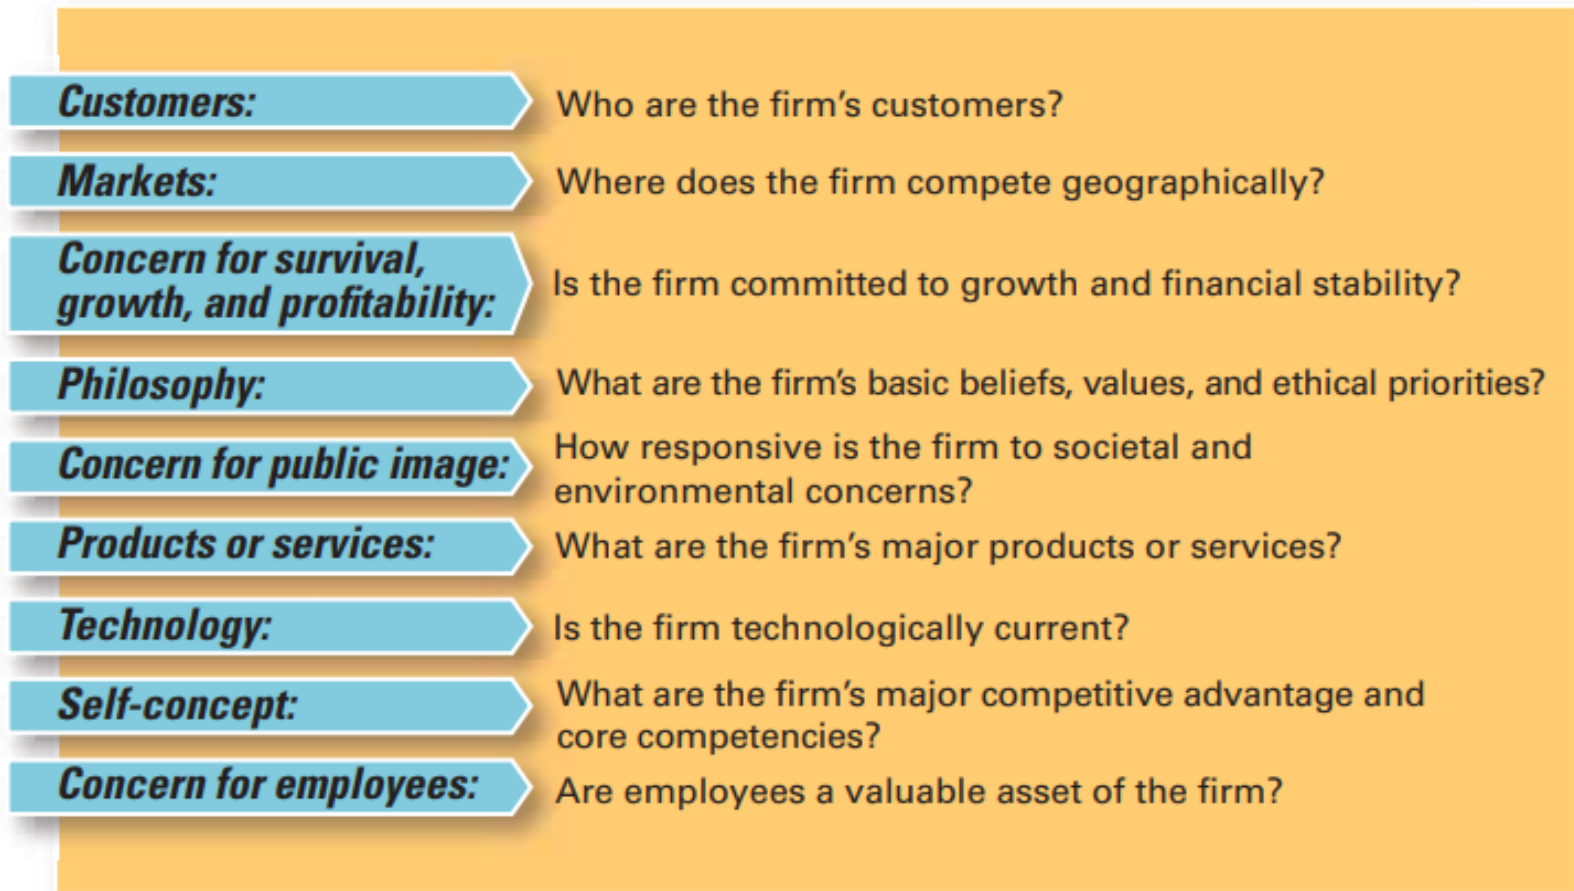 Customers: Who are the firm's customers?
Markets: Where does the firm compete geographically?
Concern for survival,
growth, and profitability:
Is the firm committed to growth and financial stability?
Philosophy: What are the firm's basic beliefs, values, and ethical priorities?
Concern for public image:
How responsive is the firm to societal and
environmental concerns?
Products or services: What are the firm's major products or services?
Technology: Is the firm technologically current?
Self-concept:
What are the firm's major competitive advantage and
core competencies?
Concern for employees: Are employees a valuable asset of the firm?